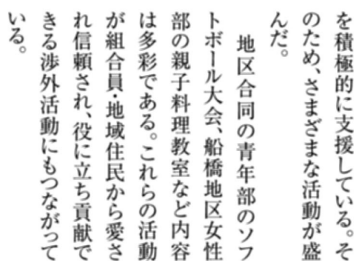 を積極的に支援している。そ
のため、さまざまな活動が盛
んだ。
地区合同の青年部のソフ
トボール大会、船橋地区女性
部の親子料理教室など内容
は多彩である。これらの活動
が組合員・地域住民から愛さ
れ信頼され、役に立ち貢献で
きる渉外活動にもつながって
いる。